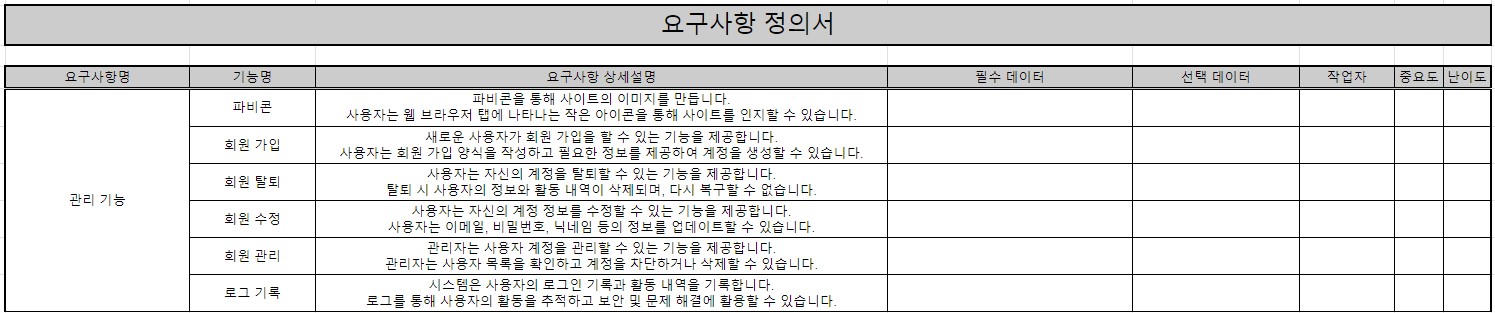 요구사항 정의서
요구사항명 기능명 요구사항 상세설명 필수 데이터 선택 데이터 작업자 중요도 난이도
관리 기능
파비콘
파비콘을 통해 사이트의 이미지를 만듭니다.
사용자는 웹 브라우저 탭에 나타나는 작은 아이콘을 통해 사이트를 인지할 수 있습니다.
회원 가입
새로운 사용자가 회원 가입을 할 수 있는 기능을 제공합니다.
사용자는 회원 가입 양식을 작성하고 필요한 정보를 제공하여 계정을 생성할 수 있습니다.
회원 탈퇴
사용자는 자신의 계정을 탈퇴할 수 있는 기능을 제공합니다.
탈퇴 시 사용자의 정보와 활동 내역이 삭제되며, 다시 복구할 수 없습니다.
회원 수정
사용자는 자신의 계정 정보를 수정할 수 있는 기능을 제공합니다.
사용자는 이메일, 비밀번호, 닉네임 등의 정보를 업데이트할 수 있습니다.
회원 관리
관리자는 사용자 계정을 관리할 수 있는 기능을 제공합니다.
관리자는 사용자 목록을 확인하고 계정을 차단하거나 삭제할 수 있습니다.
로그 기록
시스템은 사용자의 로그인 기록과 활동 내역을 기록합니다.
로그를 통해 사용자의 활동을 추적하고 보안 및 문제 해결에 활용할 수 있습니다.